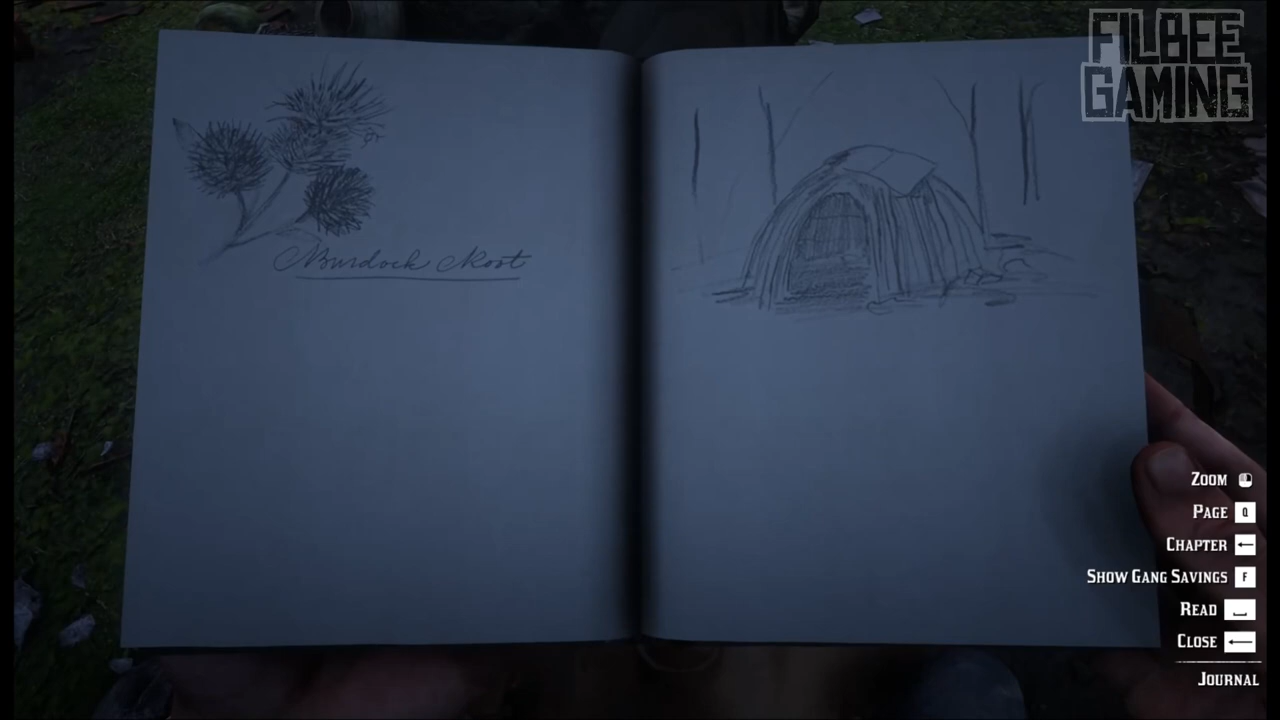 FILBEE
GAMING
Burdock Root
ZOOM
PAGE Q
CHAPTER
SHOW GANG SAVINGS F
READ
CLOSE
JOURNAL